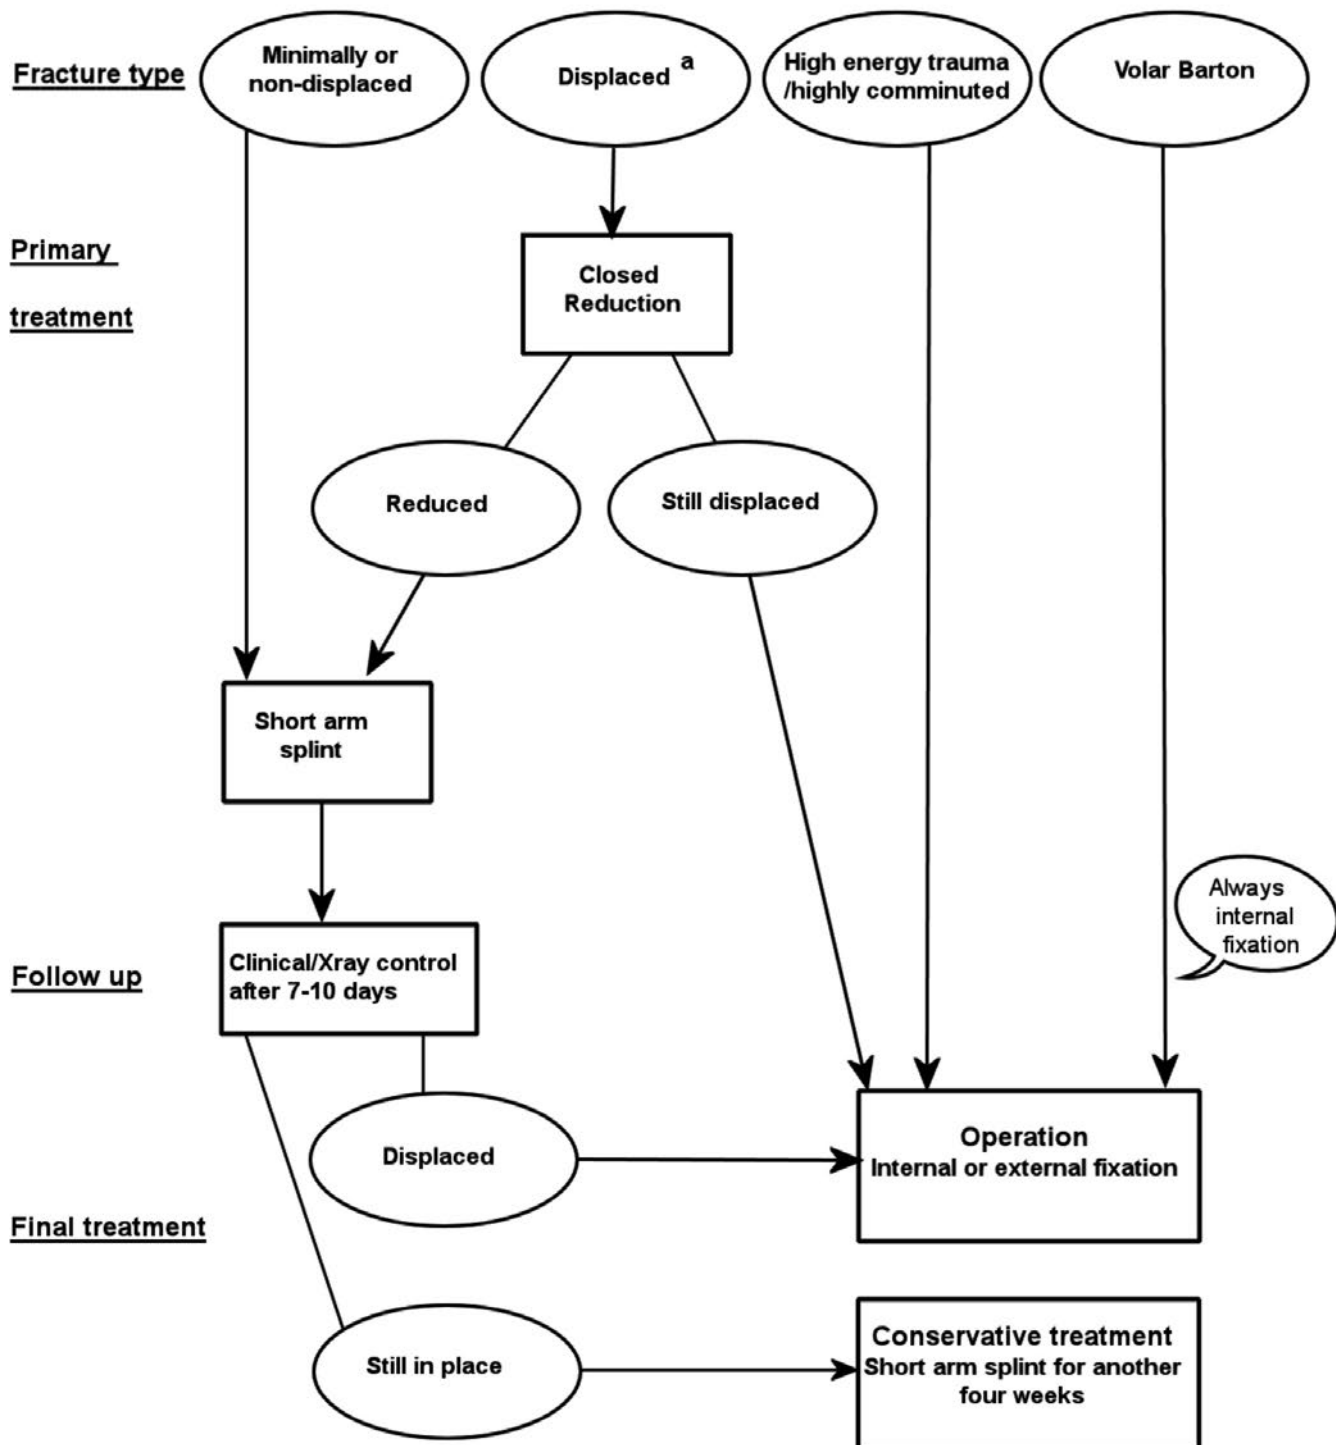 Fracture type
Minimally or
non-displaced
Displaced a
High energy trauma
/highly comminuted
Volar Barton
Primary
treatment
Closed
Reduction
Reduced
Still displaced
Short arm
splint
Always
internal
fixation
Follow up
Clinical/Xray control
after 7-10 days
Displaced
Operation
Internal or external fixation
Final treatment
Still in place
Conservative treatment
Short arm splint for another
four weeks